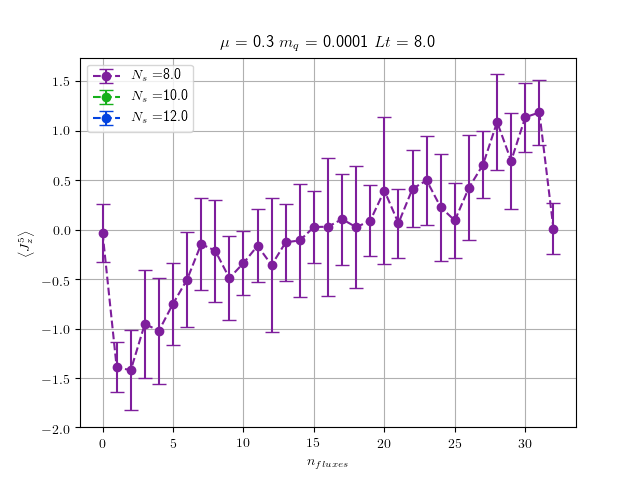 μ = 0.3 m_q = 0.0001 Lt = 8.0
N_s =8.0
N_s =10.0
N_s =12.0
1.5
1.0
0.5
0.0
−0.5
−1.0
−1.5
−2.0
⟨J_z^5⟩
0 5 10 15 20 25 30
n_{fluxes}